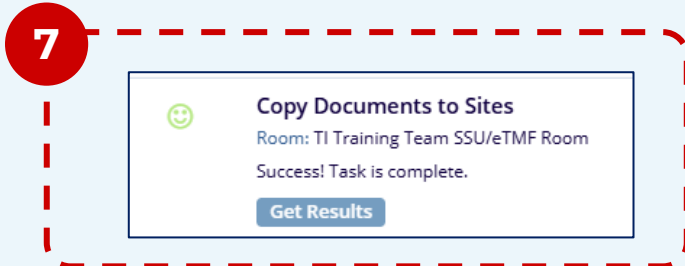 7
Copy Documents to Sites
Room: TI Training Team SSU/eTMF Room
Success! Task is complete.
Get Results